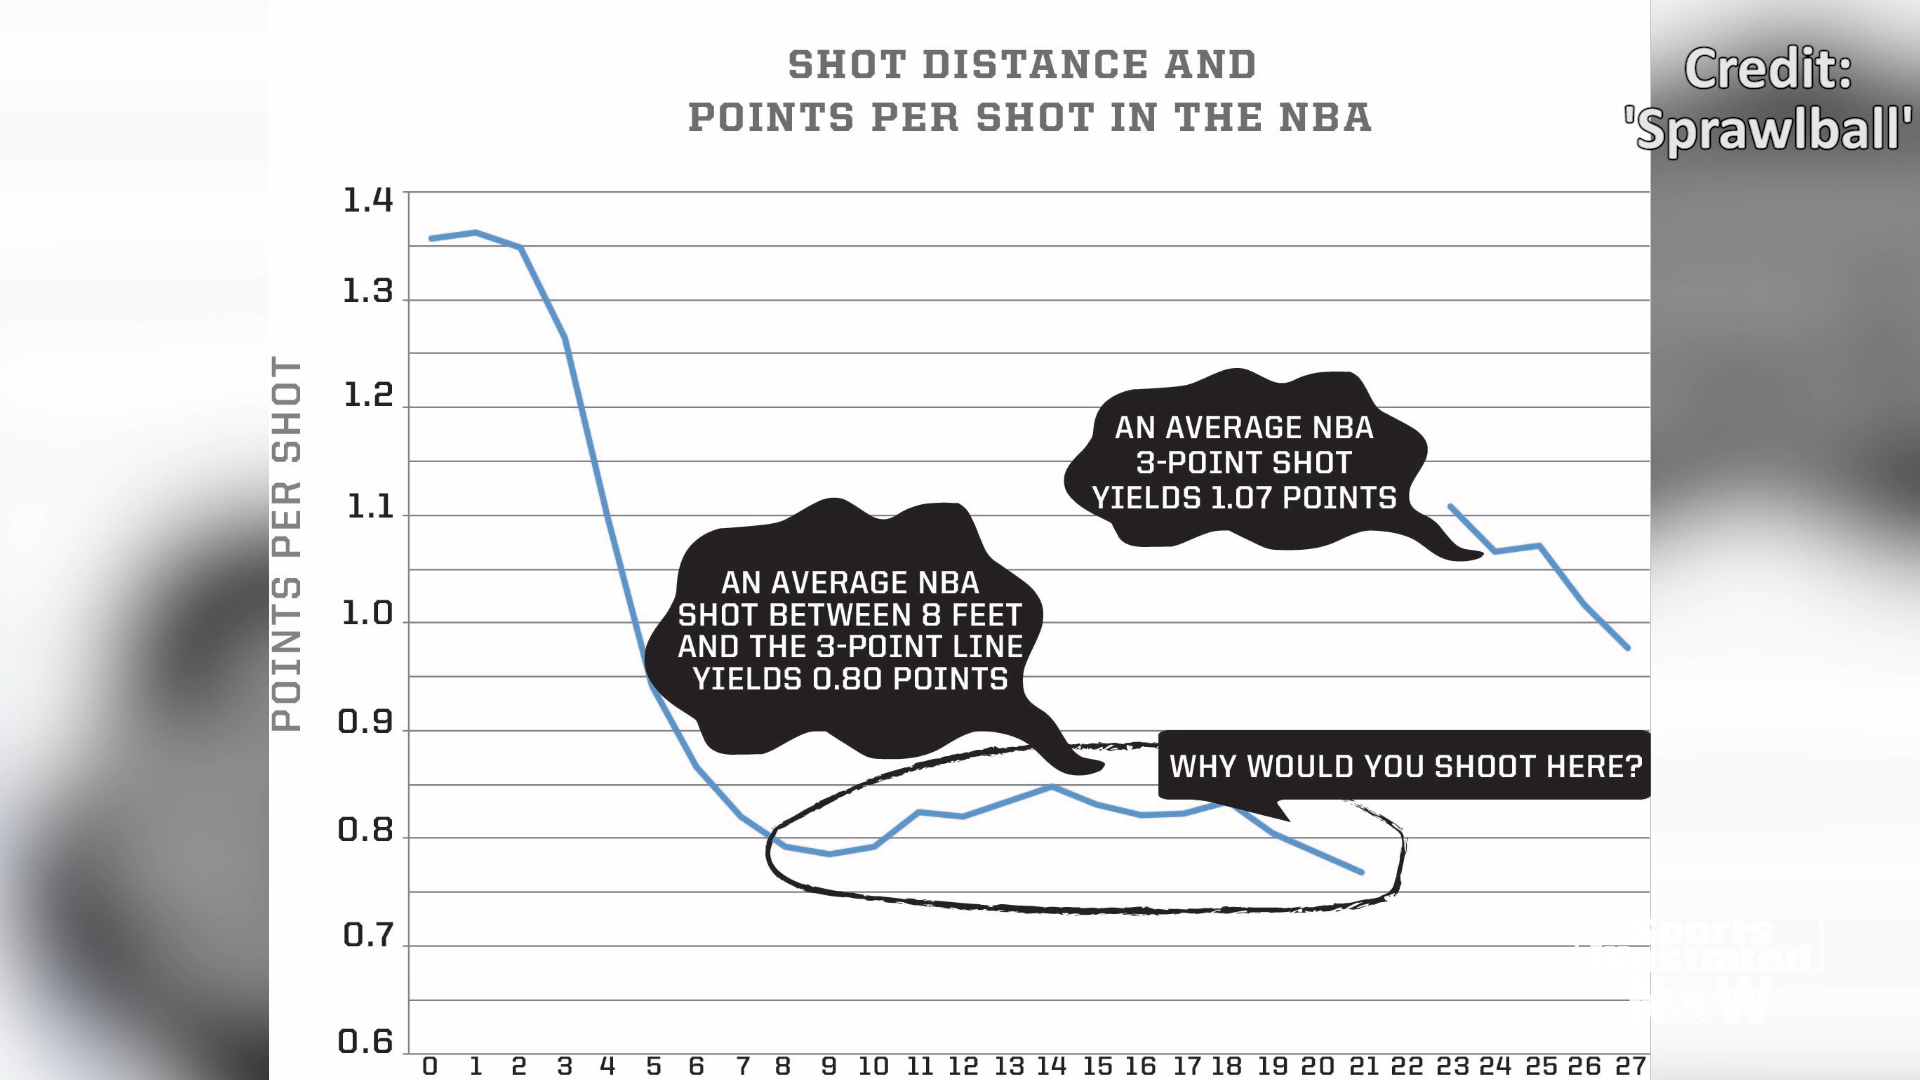 SHOT DISTANCE AND
POINTS PER SHOT IN THE NBA
Credit:
'Sprawlball'
POINTS PER SHOT
1.4
1.3
1.2
1.1
1.0
0.9
0.8
0.7
0.6
AN AVERAGE NBA
3-POINT SHOT
YIELDS 1.07 POINTS
AN AVERAGE NBA
SHOT BETWEEN 8 FEET
AND THE 3-POINT LINE
YIELDS 0.80 POINTS
WHY WOULD YOU SHOOT HERE?
Sports
Illustrated
NOW
0 1 2 3 4 5 6 7 8 9 10 11 12 13 14 15 16 17 18 19 20 21 22 23 24 25 26 27